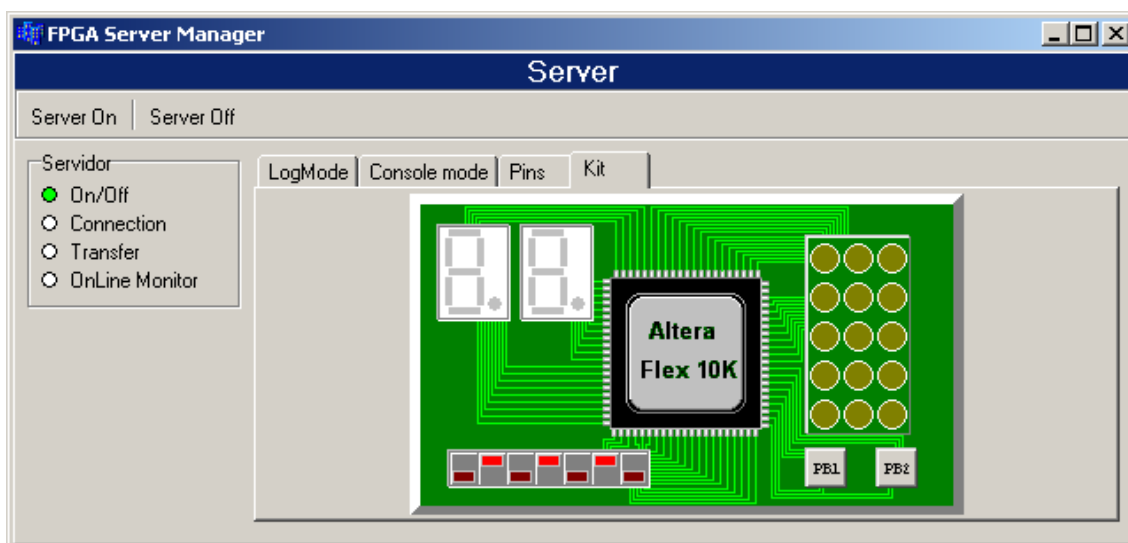 FPGA Server Manager
Server
Server On Server Off
Servidor
On/Off
Connection
Transfer
OnLine Monitor
LogMode Console mode Pins Kit
Altera
Flex 10K
PB1 PB2